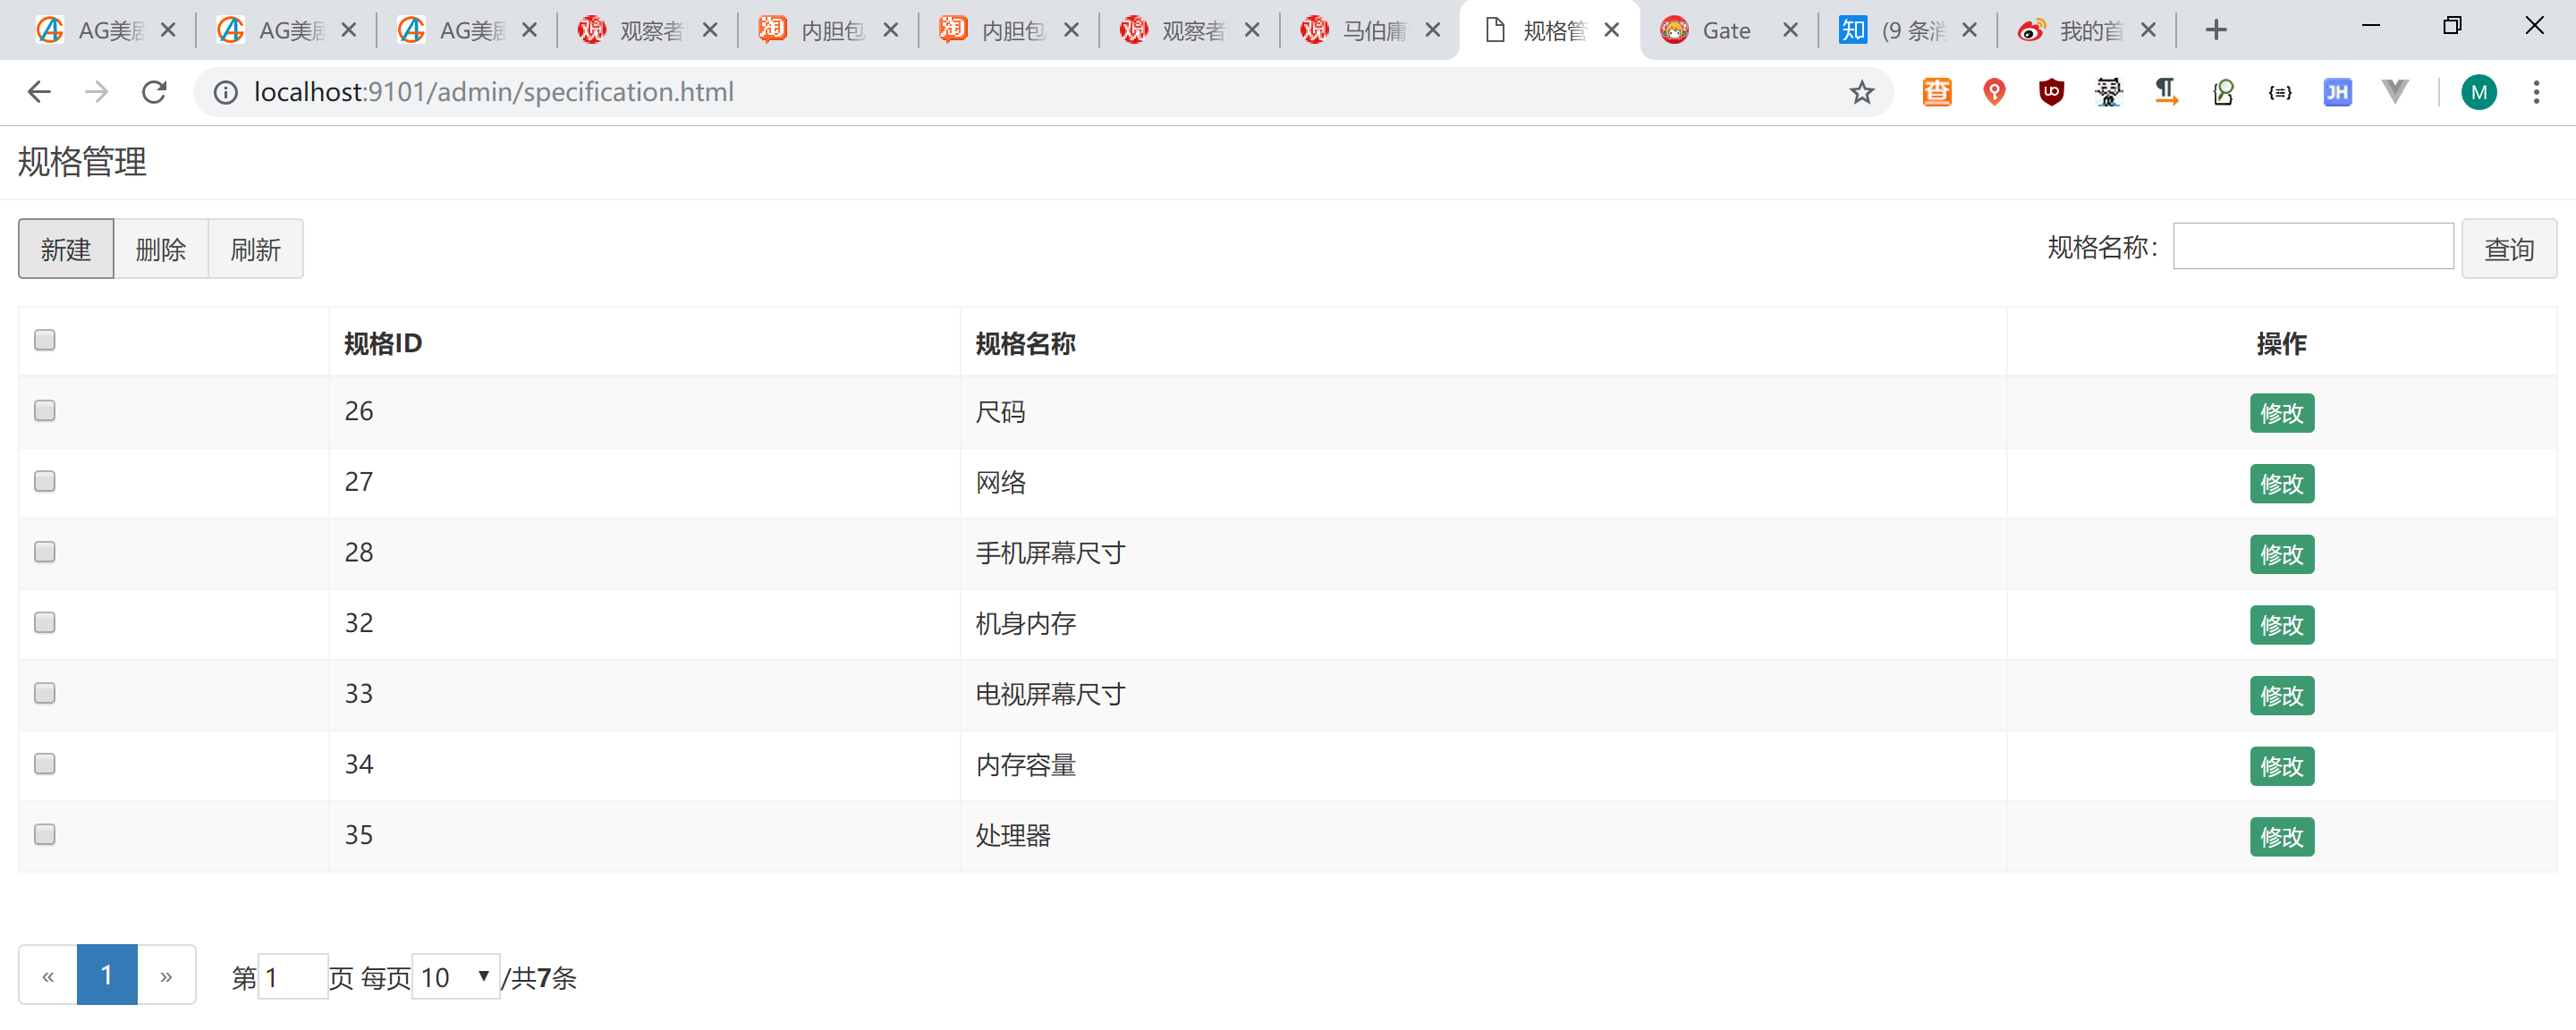 AG美居 AG美居 AG美居 观察者 内胆包 内胆包 观察者 马伯庸 规格管 Gate (9 条消 我的首
localhost:9101/admin/specification.html
规格管理
新建 删除 刷新 规格名称： 查询
规格ID 规格名称 操作
26 尺码 修改
27 网络 修改
28 手机屏幕尺寸 修改
32 机身内存 修改
33 电视屏幕尺寸 修改
34 内存容量 修改
35 处理器 修改
« 1 » 第1页 每页10 /共7条